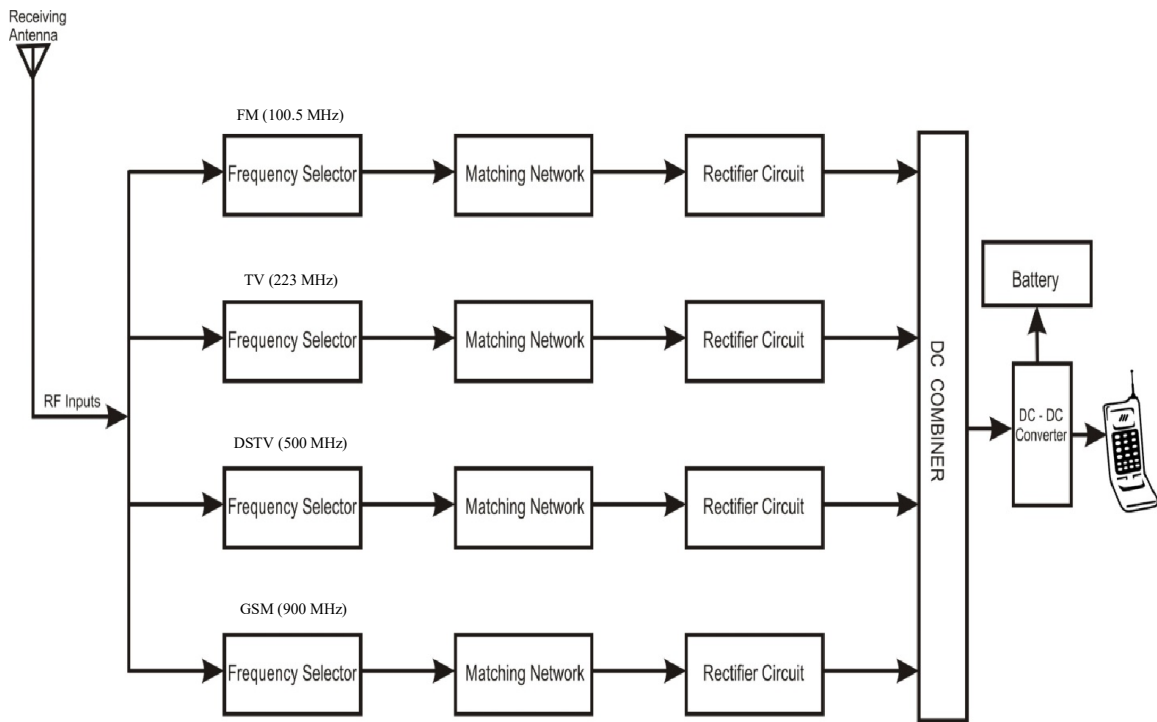 Receiving
Antenna
FM (100.5 MHz)
Frequency Selector
Matching Network
Rectifier Circuit
TV (223 MHz)
Frequency Selector
Matching Network
Rectifier Circuit
RF Inputs
DSTV (500 MHz)
Frequency Selector
Matching Network
Rectifier Circuit
GSM (900 MHz)
Frequency Selector
Matching Network
Rectifier Circuit
DC COMBINER
Battery
DC - DC
Converter